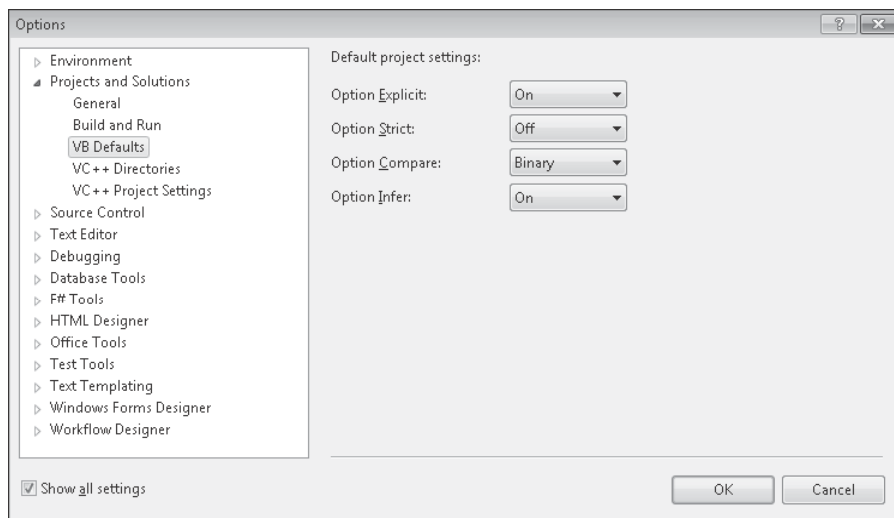 Options
Environment
Projects and Solutions
General
Build and Run
VB Defaults
VC++ Directories
VC++ Project Settings
Source Control
Text Editor
Debugging
Database Tools
F# Tools
HTML Designer
Office Tools
Test Tools
Text Templating
Windows Forms Designer
Workflow Designer
Show all settings
Default project settings:
Option Explicit: On
Option Strict: Off
Option Compare: Binary
Option Infer: On
OK
Cancel